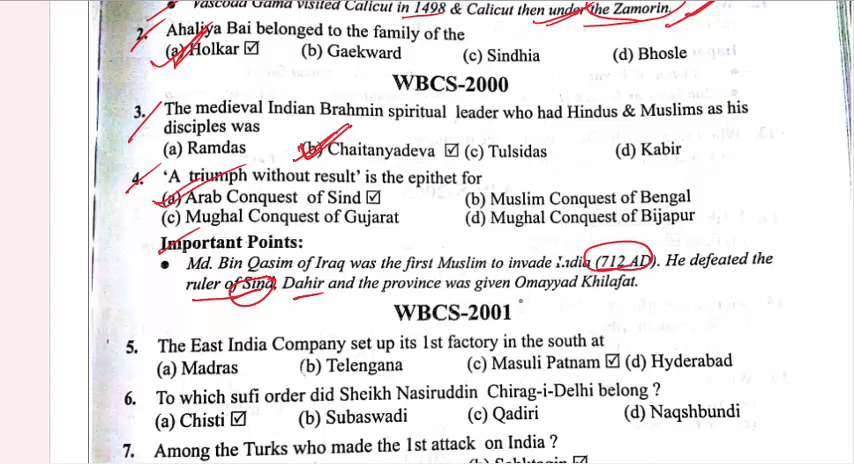 Vascoda Gama visited Calicut in 1498 & Calicut then under the Zamorin.
2. Ahaliya Bai belonged to the family of the
(a) Holkar ☑ (b) Gaekward (c) Sindhia (d) Bhosle
WBCS-2000
3. The medieval Indian Brahmin spiritual leader who had Hindus & Muslims as his
disciples was
(a) Ramdas (b) Chaitanyadeva ☑ (c) Tulsidas (d) Kabir
4. ‘A triumph without result’ is the epithet for
(a) Arab Conquest of Sind ☑ (b) Muslim Conquest of Bengal
(c) Mughal Conquest of Gujarat (d) Mughal Conquest of Bijapur
Important Points:
• Md. Bin Qasim of Iraq was the first Muslim to invade India (712 AD). He defeated the
ruler of Sind, Dahir and the province was given Omayyad Khilafat.
WBCS-2001
5. The East India Company set up its 1st factory in the south at
(a) Madras (b) Telengana (c) Masuli Patnam ☑ (d) Hyderabad
6. To which sufi order did Sheikh Nasiruddin Chirag-i-Delhi belong ?
(a) Chisti ☑ (b) Subaswadi (c) Qadiri (d) Naqshbundi
7. Among the Turks who made the 1st attack on India ?